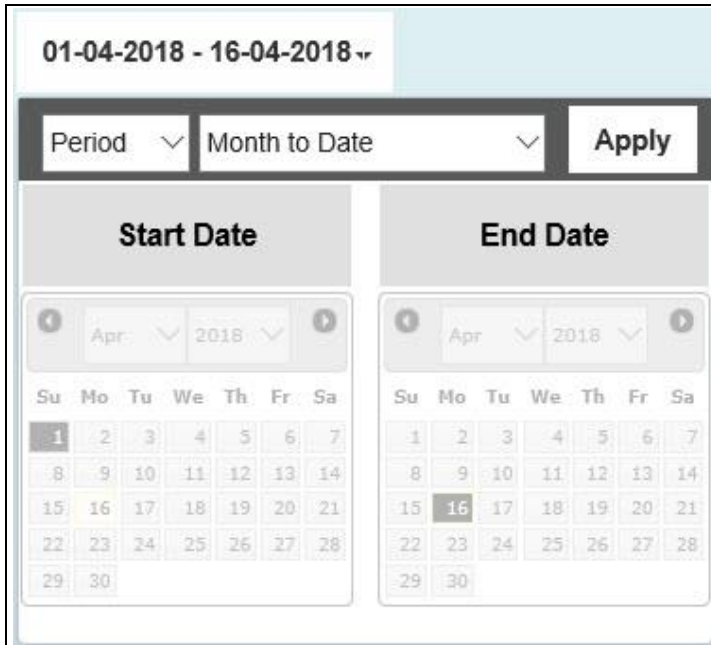 01-04-2018 - 16-04-2018
Period Month to Date Apply
Start Date End Date
Apr 2018 Apr 2018
Su Mo Tu We Th Fr Sa Su Mo Tu We Th Fr Sa
1 2 3 4 5 6 7 1 2 3 4 5 6 7
8 9 10 11 12 13 14 8 9 10 11 12 13 14
15 16 17 18 19 20 21 15 16 17 18 19 20 21
22 23 24 25 26 27 28 22 23 24 25 26 27 28
29 30 29 30